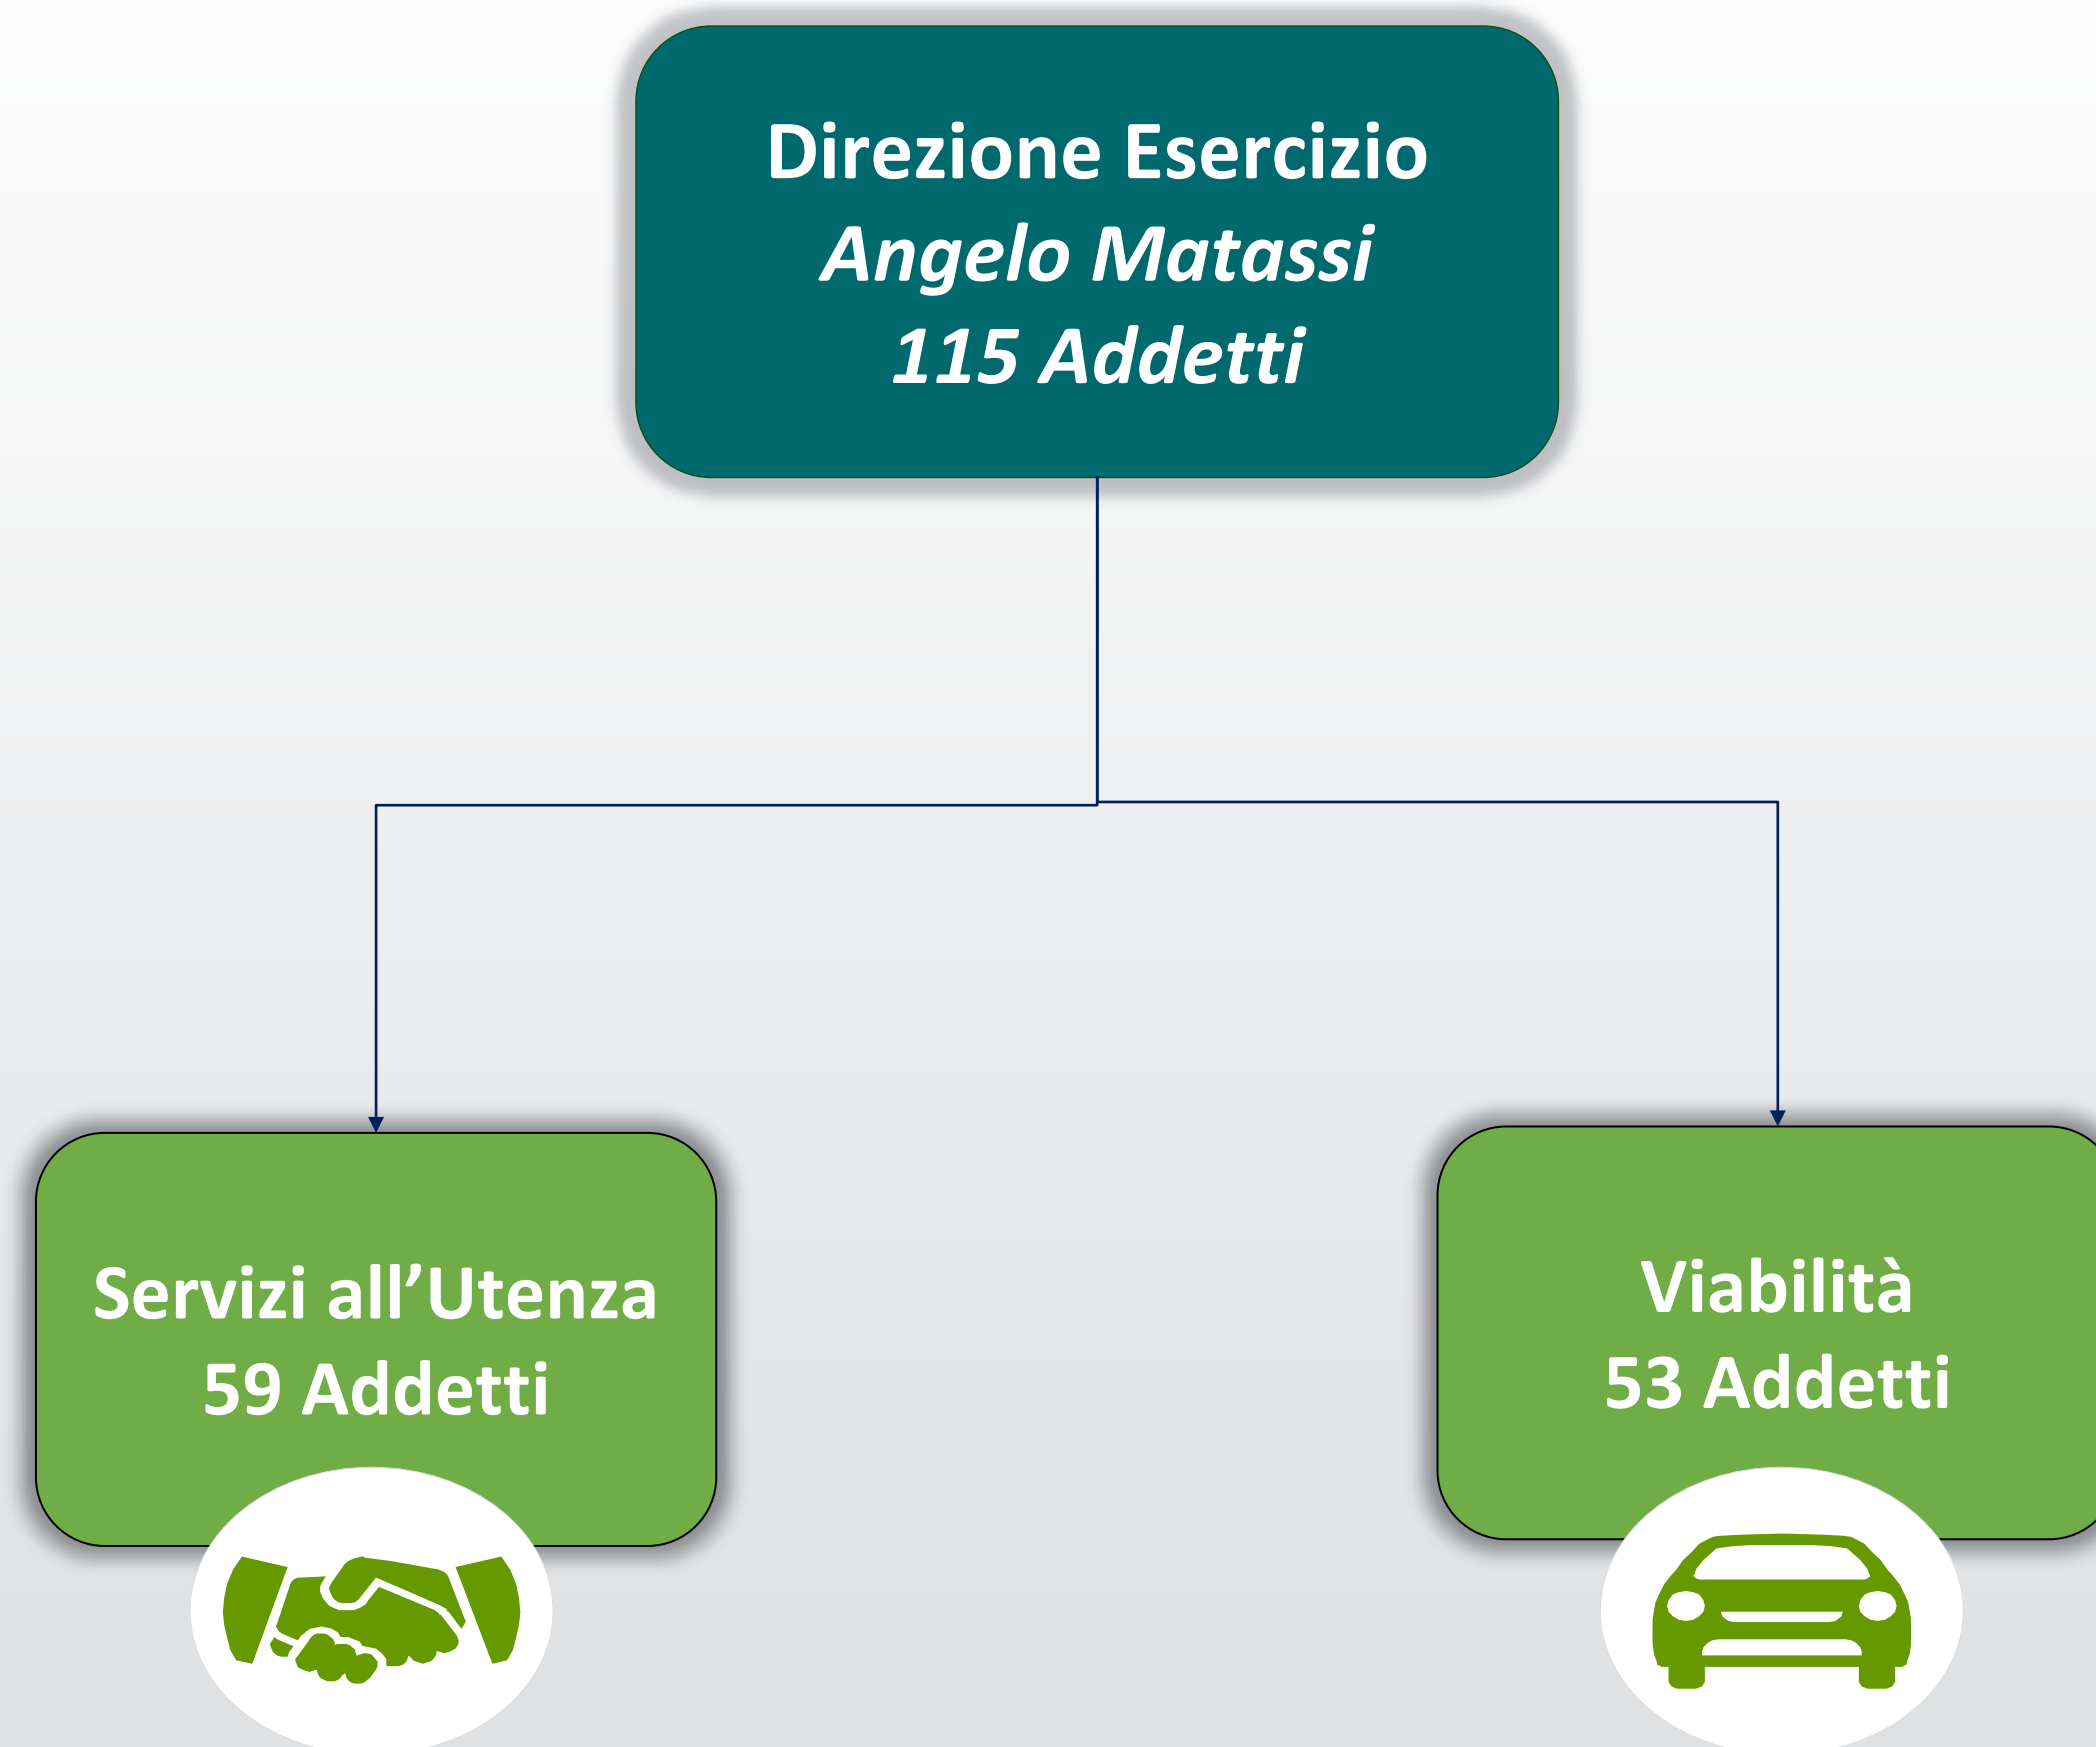 Direzione Esercizio
Angelo Matassi
115 Addetti
Servizi all’Utenza
59 Addetti
Viabilità
53 Addetti